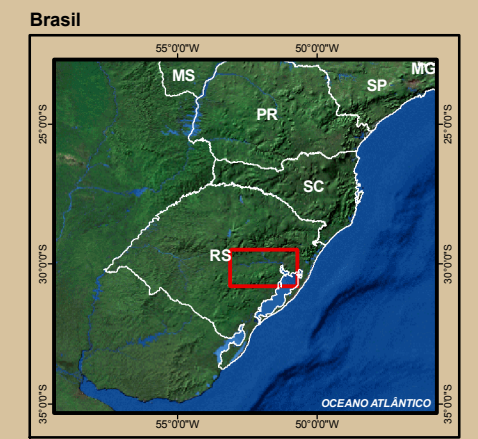 Brasil
55°0'0"W 50°0'0"W
MS
MG
SP
PR
25°0'0"S 25°0'0"S
SC
RS
30°0'0"S 30°0'0"S
OCEANO ATLÂNTICO
35°0'0"S 35°0'0"S
55°0'0"W 50°0'0"W